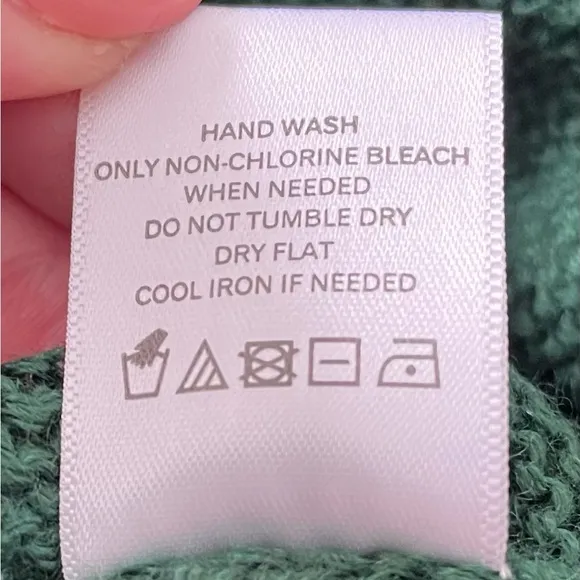 HAND WASH
ONLY NON-CHLORINE BLEACH
WHEN NEEDED
DO NOT TUMBLE DRY
DRY FLAT
COOL IRON IF NEEDED